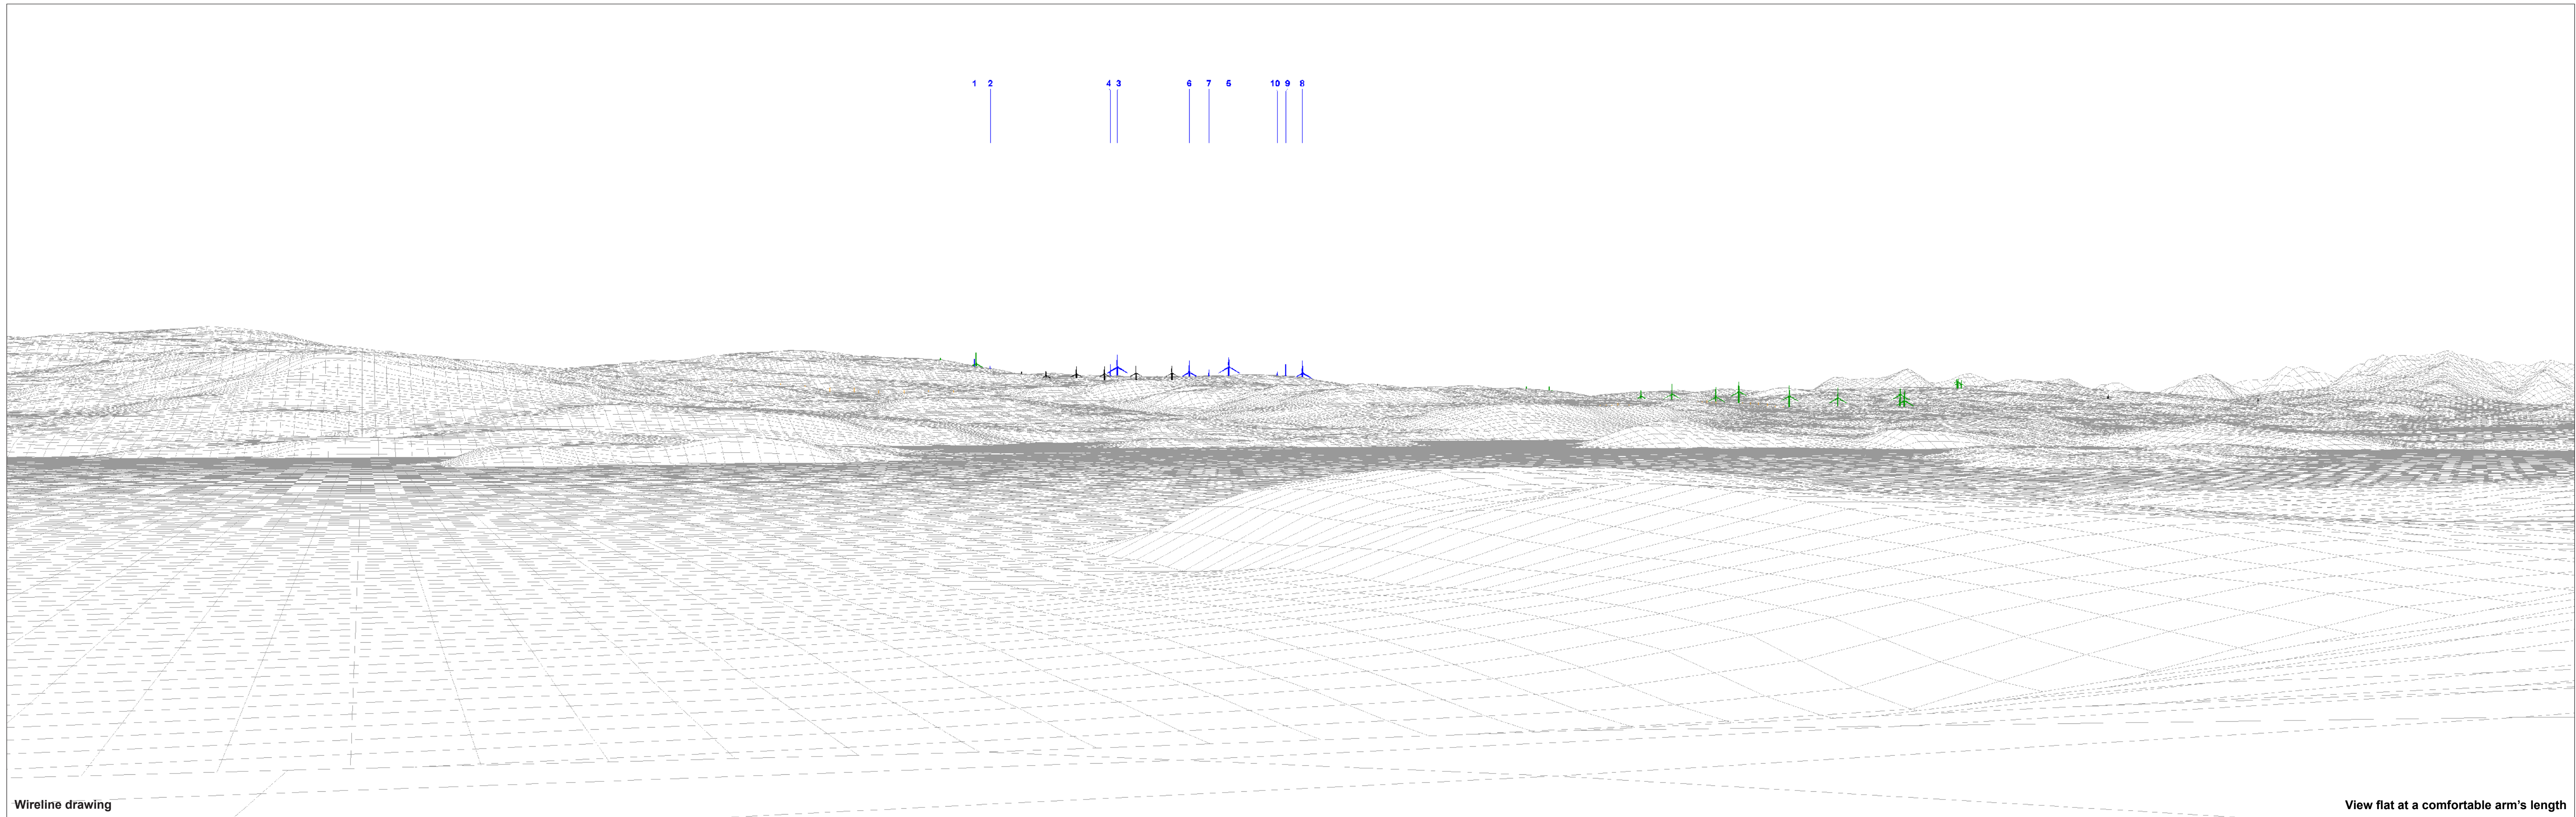 1 2 4 3 6 7 5 10 9 8
Wireline drawing
View flat at a comfortable arm's length